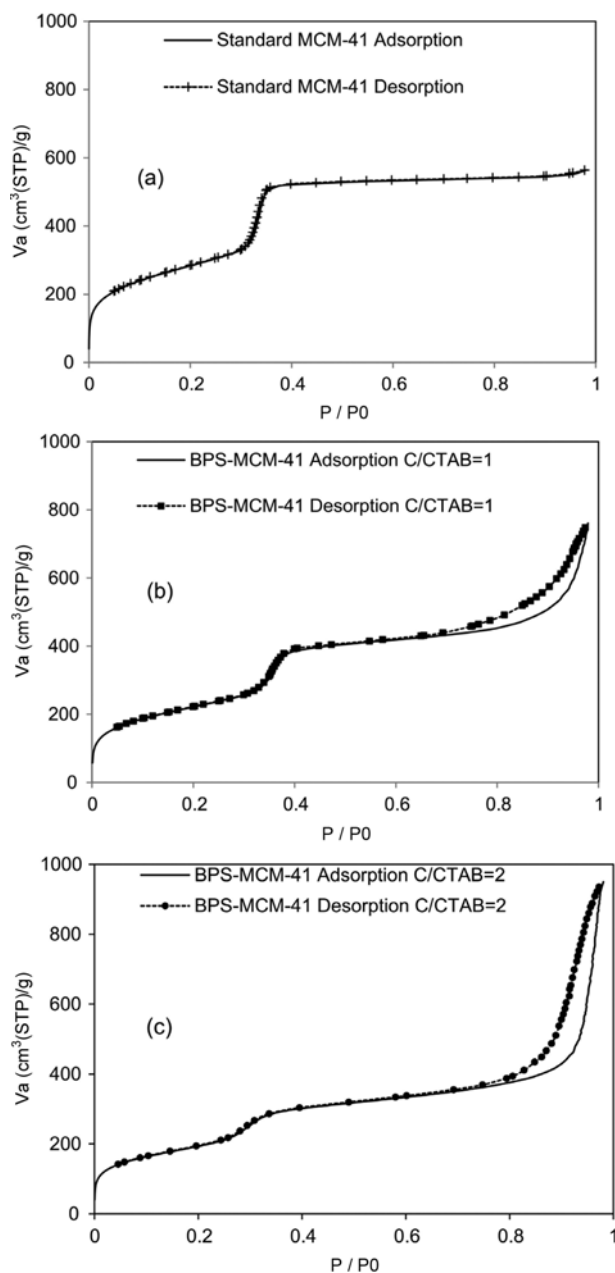 1000
Standard MCM-41 Adsorption
800
Standard MCM-41 Desorption
600
(a)
400
200
0
Va (cm³(STP)/g)
0 0.2 0.4 0.6 0.8 1
P / P0
1000
BPS-MCM-41 Adsorption C/CTAB=1
800
BPS-MCM-41 Desorption C/CTAB=1
600
(b)
400
200
0
Va (cm³(STP)/g)
0 0.2 0.4 0.6 0.8 1
P / P0
1000
BPS-MCM-41 Adsorption C/CTAB=2
BPS-MCM-41 Desorption C/CTAB=2
800
600
(c)
400
200
0
Va (cm³(STP)/g)
0 0.2 0.4 0.6 0.8 1
P / P0